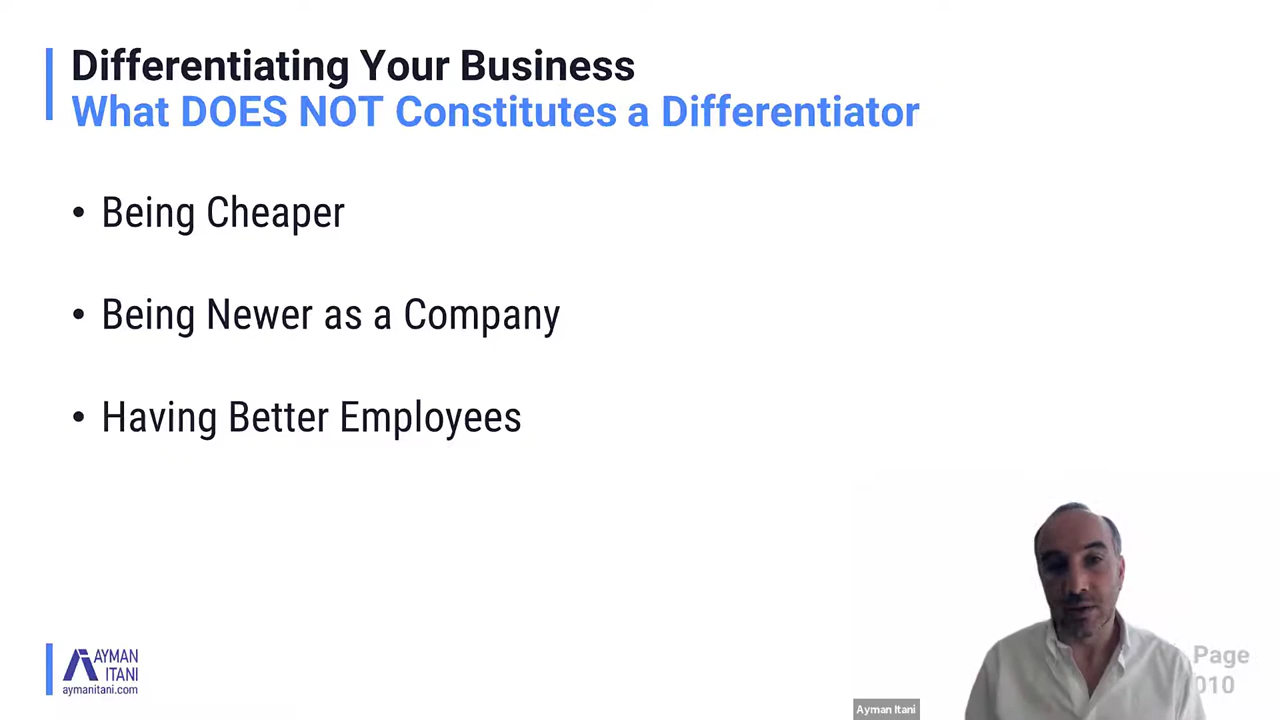 Differentiating Your Business
What DOES NOT Constitutes a Differentiator
• Being Cheaper
• Being Newer as a Company
• Having Better Employees
AYMAN
ITANI
aymanitani.com
Ayman Itani
Page
010